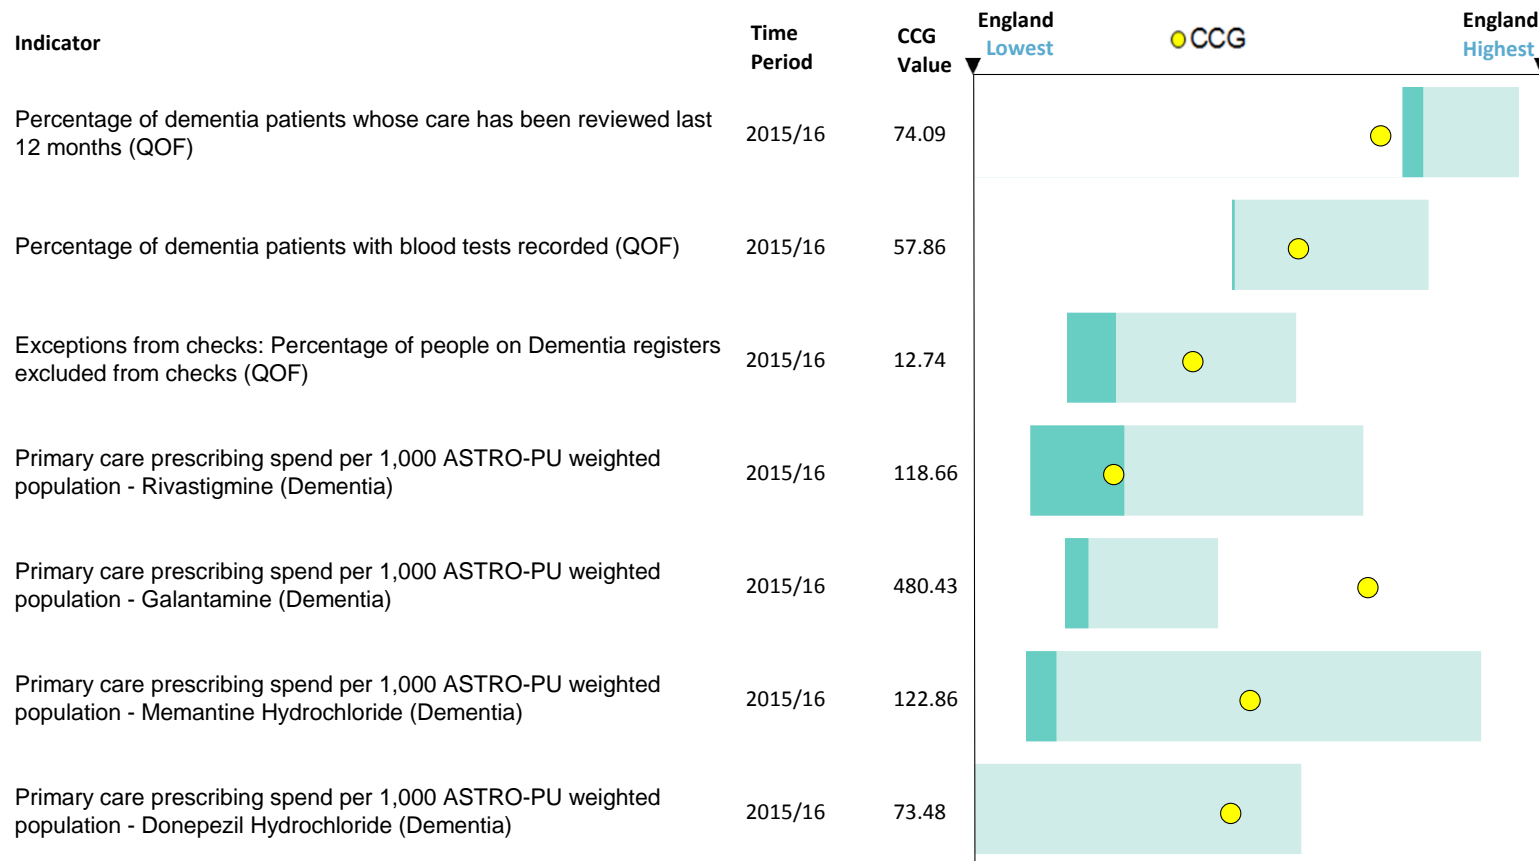 Indicator
Time
Period
CCG
Value
England
Lowest
CCG
England
Highest
Percentage of dementia patients whose care has been reviewed last
12 months (QOF)
2015/16
74.09
Percentage of dementia patients with blood tests recorded (QOF)
2015/16
57.86
Exceptions from checks: Percentage of people on Dementia registers
excluded from checks (QOF)
2015/16
12.74
Primary care prescribing spend per 1,000 ASTRO-PU weighted
population - Rivastigmine (Dementia)
2015/16
118.66
Primary care prescribing spend per 1,000 ASTRO-PU weighted
population - Galantamine (Dementia)
2015/16
480.43
Primary care prescribing spend per 1,000 ASTRO-PU weighted
population - Memantine Hydrochloride (Dementia)
2015/16
122.86
Primary care prescribing spend per 1,000 ASTRO-PU weighted
population - Donepezil Hydrochloride (Dementia)
2015/16
73.48